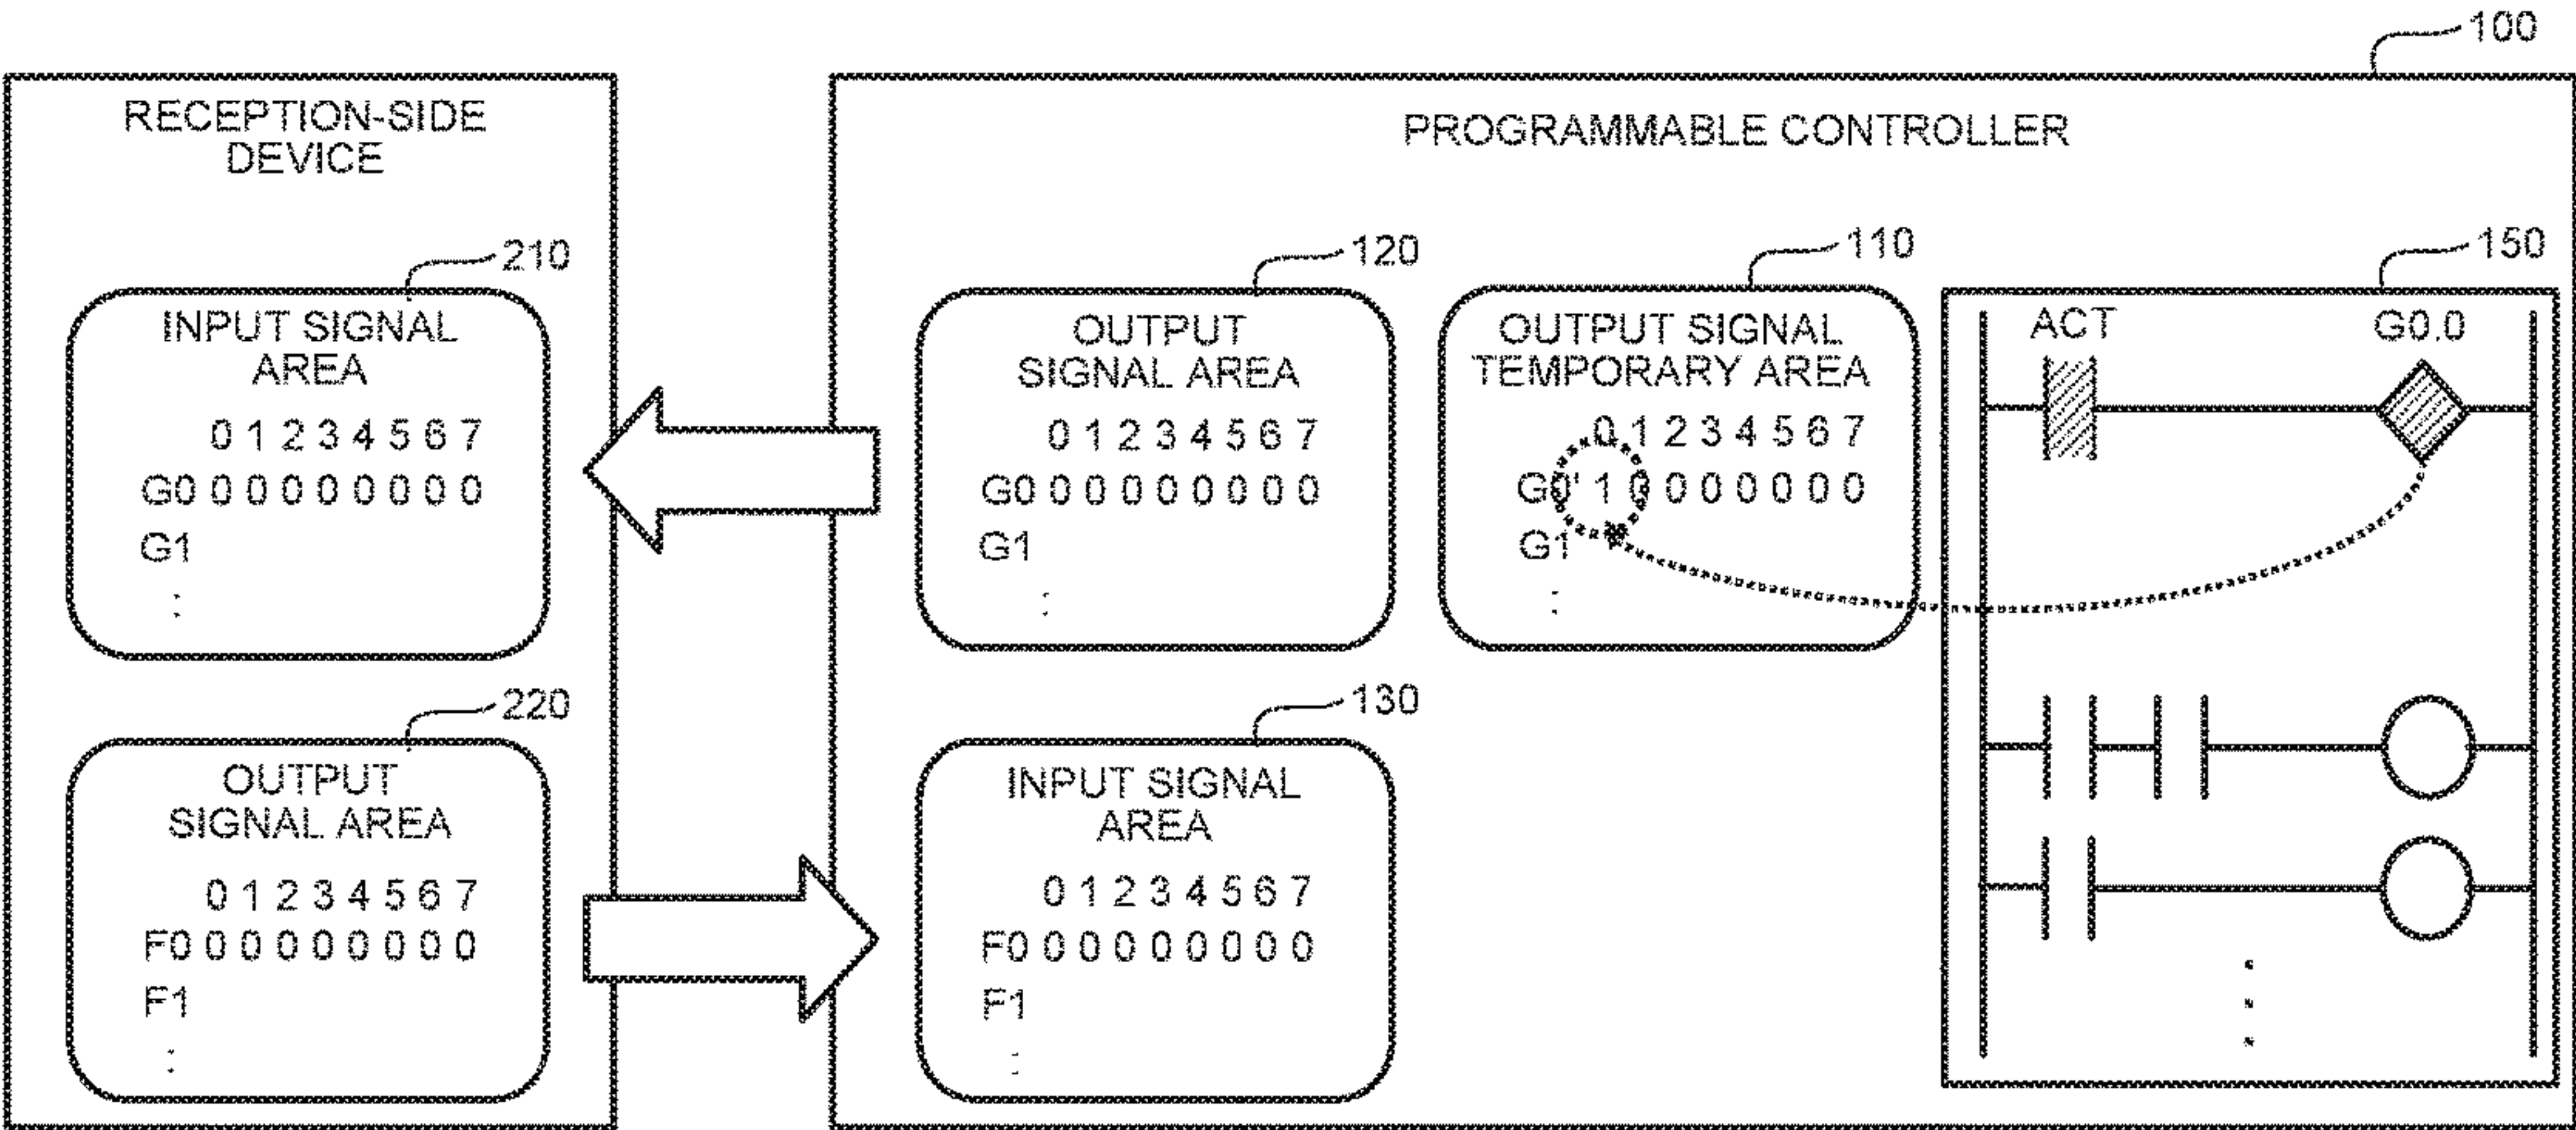 100
RECEPTION-SIDE
DEVICE
PROGRAMMABLE CONTROLLER
210
INPUT SIGNAL
AREA
0 1 2 3 4 5 6 7
G0 0 0 0 0 0 0 0 0
G1
:
120
OUTPUT
SIGNAL AREA
0 1 2 3 4 5 6 7
G0 0 0 0 0 0 0 0 0
G1
:
110
OUTPUT SIGNAL
TEMPORARY AREA
0 1 2 3 4 5 6 7
G0' 1 0 0 0 0 0 0 0
G1
:
150
ACT G0.0
220
OUTPUT
SIGNAL AREA
0 1 2 3 4 5 6 7
F0 0 0 0 0 0 0 0 0
F1
:
130
INPUT SIGNAL
AREA
0 1 2 3 4 5 6 7
F0 0 0 0 0 0 0 0 0
F1
: